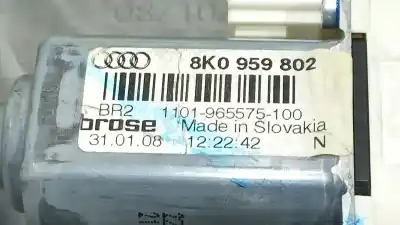 8K0 959 802
BR2 1101-965575-100
brose Made in Slovakia
31.01.08 12:22:42 N